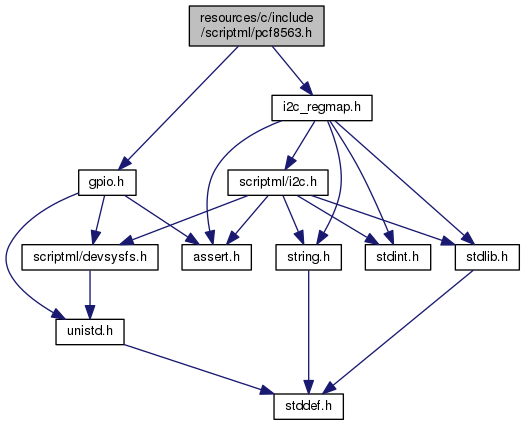 resources/c/include
/scriptml/pcf8563.h
i2c_regmap.h
gpio.h
scriptml/i2c.h
scriptml/devsysfs.h
assert.h
string.h
stdint.h
stdlib.h
unistd.h
stddef.h